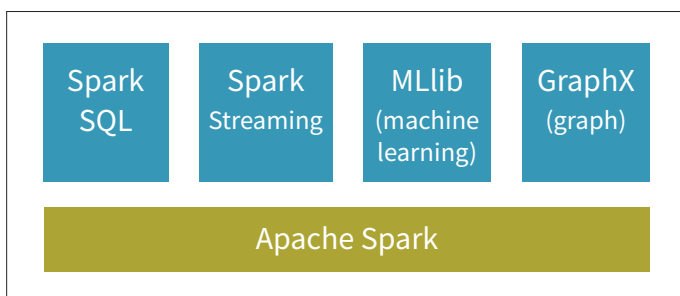 Spark
SQL
Spark
Streaming
MLlib
(machine
learning)
GraphX
(graph)
Apache Spark